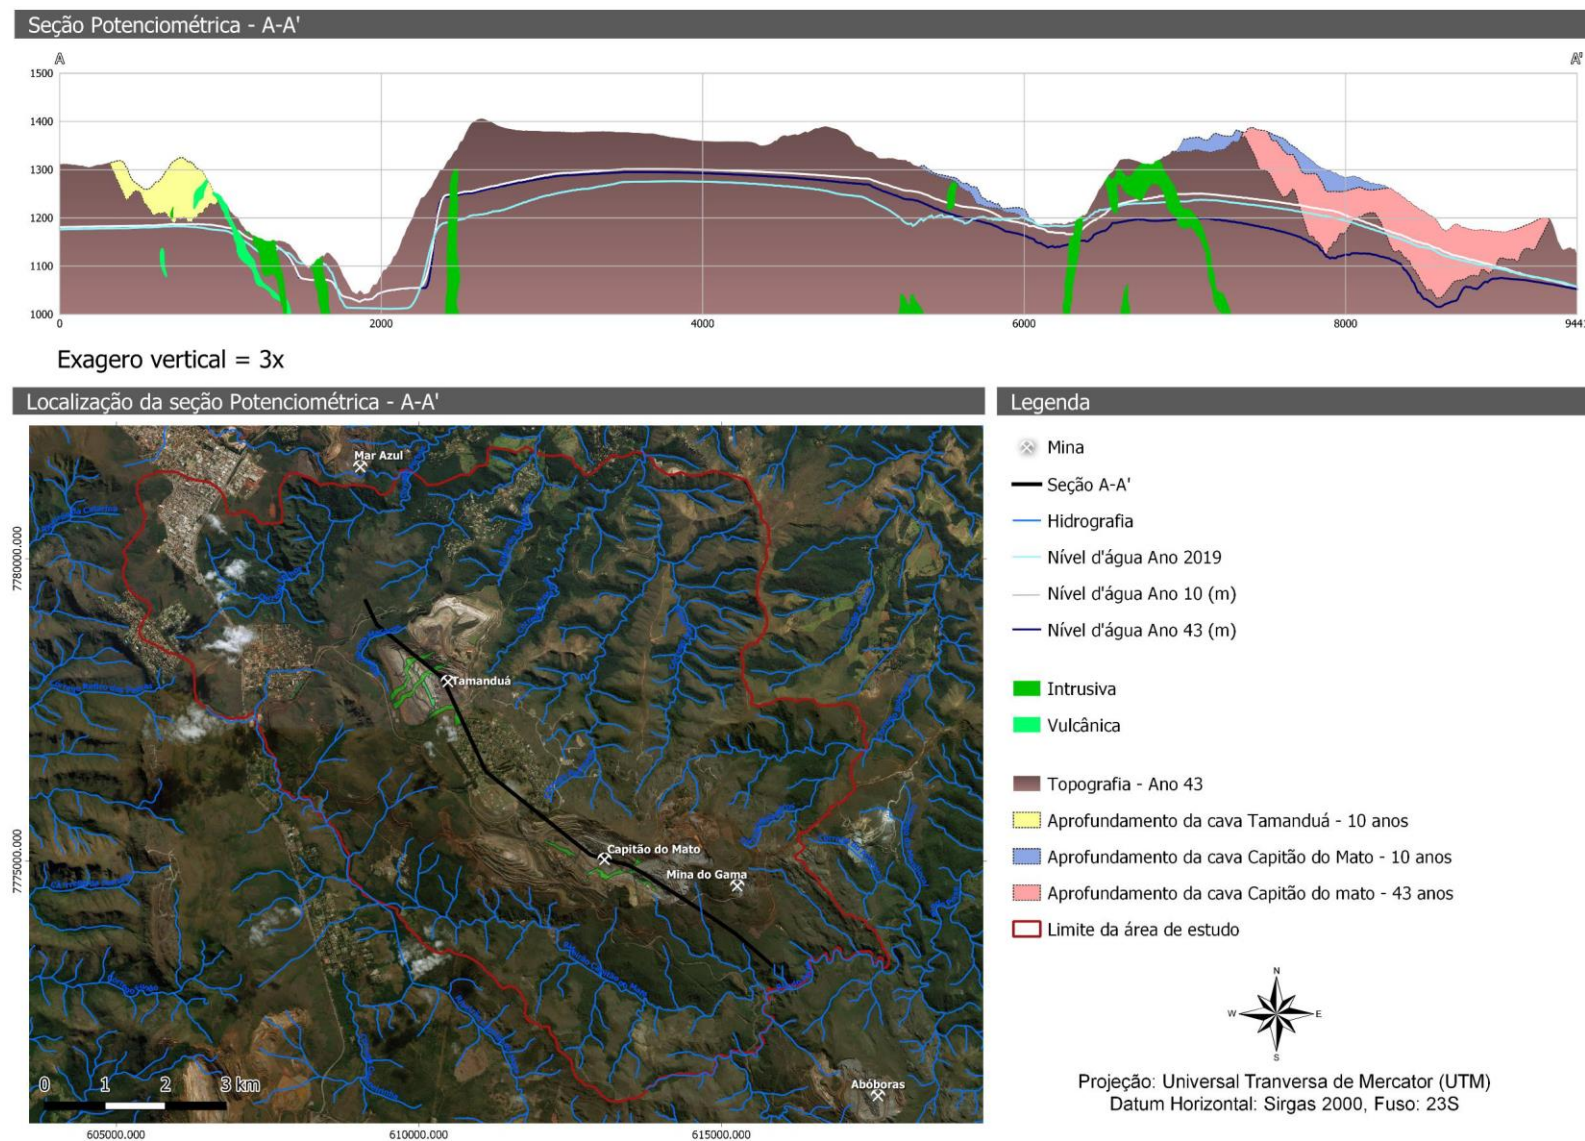 Seção Potenciométrica - A-A'
A
A'
1500
1400
1300
1200
1100
1000
0
2000
4000
6000
8000
9441
Exagero vertical = 3x
Localização da seção Potenciométrica - A-A'
Mar Azul
Tamanduá
Capitão do Mato
Mina do Gama
Abóboras
7780000.000
7775000.000
0 1 2 3 km
605000.000
610000.000
615000.000
Legenda
Mina
Seção A-A'
Hidrografia
Nível d'água Ano 2019
Nível d'água Ano 10 (m)
Nível d'água Ano 43 (m)
Intrusiva
Vulcânica
Topografia - Ano 43
Aprofundamento da cava Tamanduá - 10 anos
Aprofundamento da cava Capitão do Mato - 10 anos
Aprofundamento da cava Capitão do mato - 43 anos
Limite da área de estudo
N
W
E
S
Projeção: Universal Tranversa de Mercator (UTM)
Datum Horizontal: Sirgas 2000, Fuso: 23S